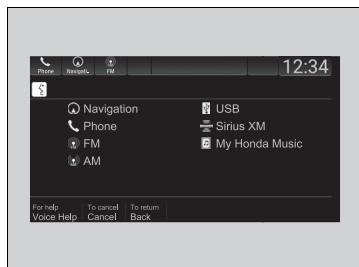 Phone Navigati.. FM 12:34
Navigation
Phone
FM
AM
USB
Sirius XM
My Honda Music
For help To cancel To return
Voice Help Cancel Back